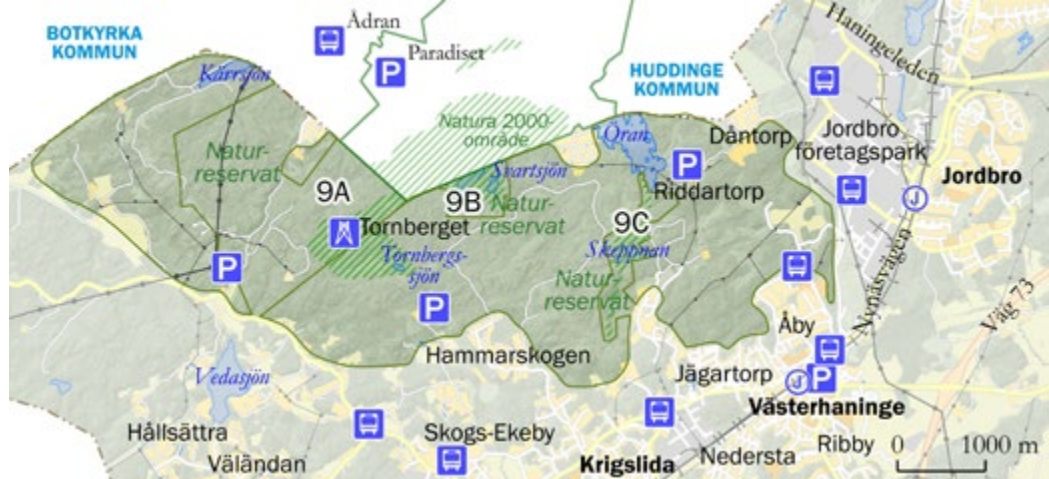 BOTKYRKA
KOMMUN
Ådran
P
Paradiset
HUDDINGE
KOMMUN
Haningeleden
Kärrsjön
Natura 2000-
område
Öran
Dåntorp
Jordbro
företagspark
Natur-
reservat
9A
Svartsjön
P
Riddartorp
Jordbro
J
9B
Natur-
reservat
Tornberget
9C
Skeppnan
Tornbergs-
sjön
P
Natur-
reservat
P
Nynäsvägen
Väg 73
Åby
Hammarskogen
Vedasjön
Jägartorp
J
P
Västerhaninge
Hållsättra
Väländan
Skogs-Ekeby
Krigslida
Nedersta
Ribby
0 1000 m